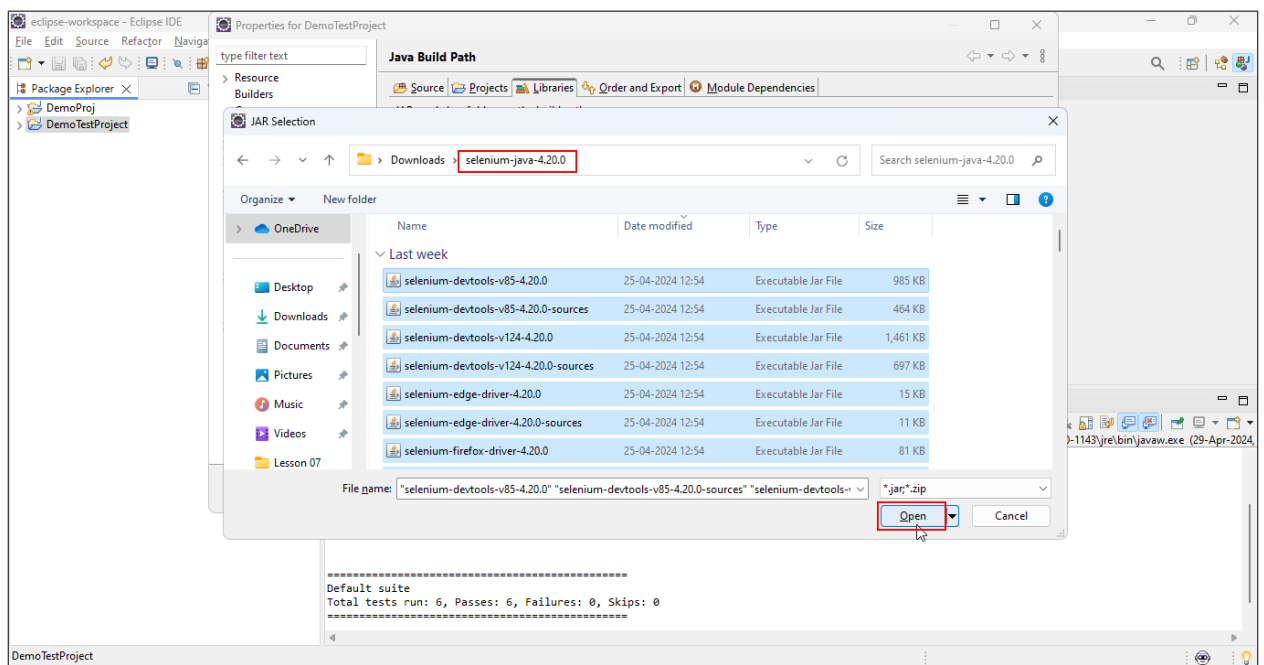 eclipse-workspace - Eclipse IDE
File Edit Source Refactor Naviga
Package Explorer
DemoProj
DemoTestProject
Properties for DemoTestProject
type filter text
Resource
Builders
Java Build Path
Source Projects Libraries Order and Export Module Dependencies
JAR Selection
Downloads selenium-java-4.20.0
Search selenium-java-4.20.0
Organize New folder
OneDrive
Desktop
Downloads
Documents
Pictures
Music
Videos
Lesson 07
Name Date modified Type Size
Last week
selenium-devtools-v85-4.20.0 25-04-2024 12:54 Executable Jar File 985 KB
selenium-devtools-v85-4.20.0-sources 25-04-2024 12:54 Executable Jar File 464 KB
selenium-devtools-v124-4.20.0 25-04-2024 12:54 Executable Jar File 1,461 KB
selenium-devtools-v124-4.20.0-sources 25-04-2024 12:54 Executable Jar File 697 KB
selenium-edge-driver-4.20.0 25-04-2024 12:54 Executable Jar File 15 KB
selenium-edge-driver-4.20.0-sources 25-04-2024 12:54 Executable Jar File 11 KB
selenium-firefox-driver-4.20.0 25-04-2024 12:54 Executable Jar File 81 KB
File name: "selenium-devtools-v85-4.20.0" "selenium-devtools-v85-4.20.0-sources" "selenium-devtools-v
*.jar;*.zip
Open Cancel
0-1143\jre\bin\javaw.exe (29-Apr-2024,
===============================================
Default suite
Total tests run: 6, Passes: 6, Failures: 0, Skips: 0
===============================================
DemoTestProject